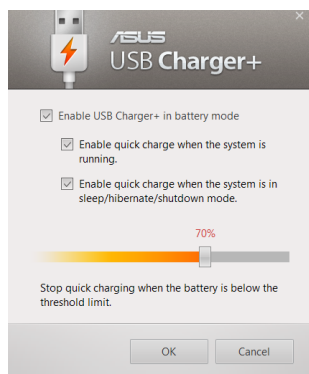 ASUS
USB Charger+
Enable USB Charger+ in battery mode
Enable quick charge when the system is
running.
Enable quick charge when the system is in
sleep/hibernate/shutdown mode.
70%
Stop quick charging when the battery is below the
threshold limit.
OK
Cancel